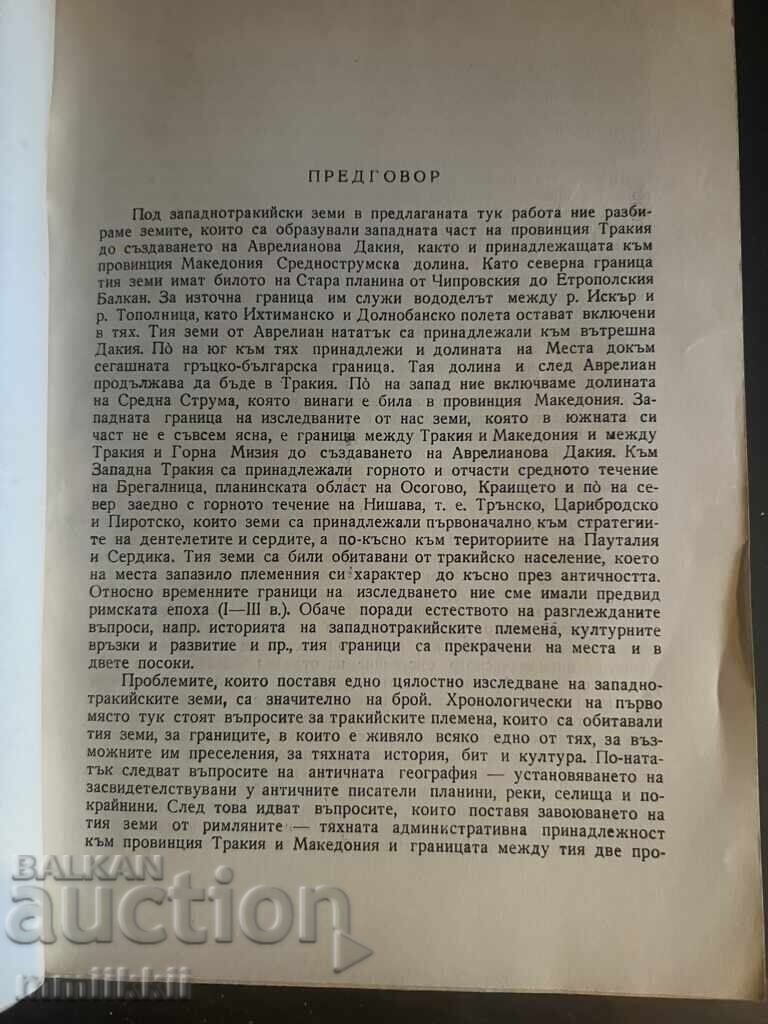 ПРЕДГОВОР
Под западнотракийски земи в предлаганата тук работа ние разби-
раме земите, които са образували западната част на провинция Тракия
до създаването на Аврелианова Дакия, както и принадлежащата към
провинция Македония Среднострумска долина. Като северна граница
тия земи имат билото на Стара планина от Чипровския до Етрополския
Балкан. За източна граница им служи вододелът между р. Искър и
р. Тополница, като Ихтиманско и Долнобанско полета остават включени
в тях. Тия земи от Аврелиан нататък са принадлежали към вътрешна
Дакия. По̀ на юг към тях принадлежи и долината на Места докъм
сегашната гръцко-българска граница. Тая долина и след Аврелиан
продължава да бъде в Тракия. По̀ на запад ние включваме долината
на Средна Струма, която винаги е била в провинция Македония. За-
падната граница на изследваните от нас земи, която в южната си
част не е съвсем ясна, е граница между Тракия и Македония и между
Тракия и Горна Мизия до създаването на Аврелианова Дакия. Към
Западна Тракия са принадлежали горното и отчасти средното течение
на Брегалница, планинската област на Осогово, Краището и по̀ на се-
вер заедно с горното течение на Нишава, т. е. Трънско, Царибродско
и Пиротско, които земи са принадлежали първоначално към стратегии-
те на дентелетите и сердите, а по-късно към териториите на Пауталия
и Сердика. Тия земи са били обитавани от тракийско население, което
на места запазило племенния си характер до късно през античността.
Относно временните граници на изследването ние сме имали предвид
римската епоха (I—III в.). Обаче поради естеството на разглежданите
въпроси, напр. историята на западнотракийските племена, културните
връзки и развитие и пр., тия граници са прекрачени на места и в
двете посоки.
Проблемите, които поставя едно цялостно изследване на западно-
тракийските земи, са значително на брой. Хронологически на първо
място тук стоят въпросите за тракийските племена, които са обитавали
тия земи, за границите, в които е живяло всяко едно от тях, за въз-
можните им преселения, за тяхната история, бит и култура. По-ната-
тък следват въпросите на античната география — установяването на
засвидетелствувани у античните писатели планини, реки, селища и по-
крайнини. След това идват въпросите, които поставя завоюването на
тия земи от римляните — тяхната административна принадлежност
към провинция Тракия и Македония и границата между тия две про-
BALKAN
auction
rumiikkii